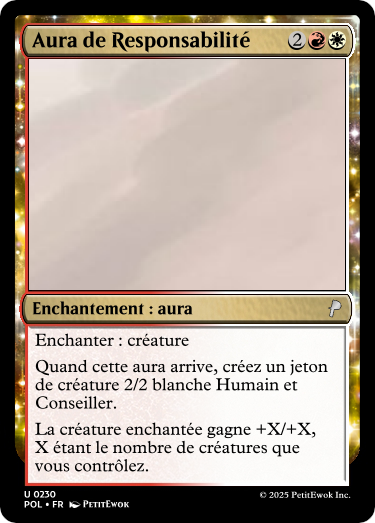 Aura de Responsabilité 2
Enchantement : aura
Enchanter : créature
Quand cette aura arrive, créez un jeton
de créature 2/2 blanche Humain et
Conseiller.
La créature enchantée gagne +X/+X,
X étant le nombre de créatures que
vous contrôlez.
U 0230
POL • FR PetitEwok
© 2025 PetitEwok Inc.